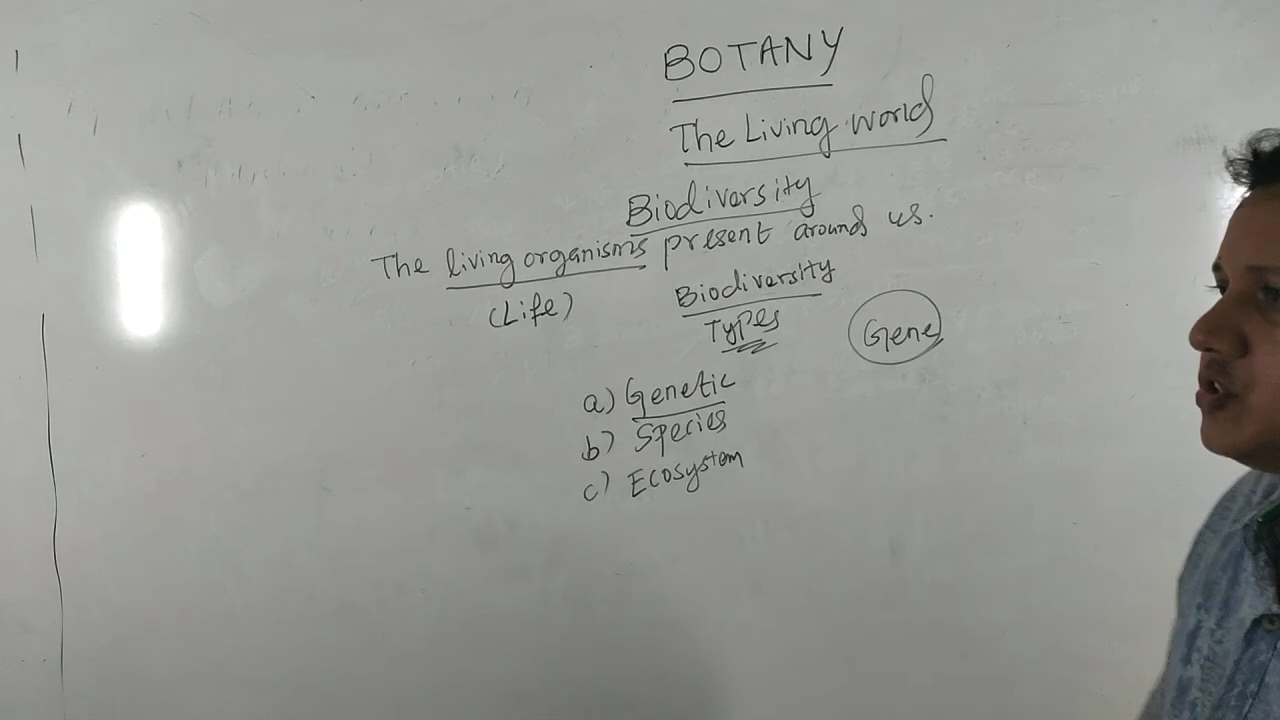 BOTANY
The Living world
Biodiversity
The living organisms present around us.
(Life)
Biodiversity
Types
Gene
a) Genetic
b) Species
c) Ecosystem